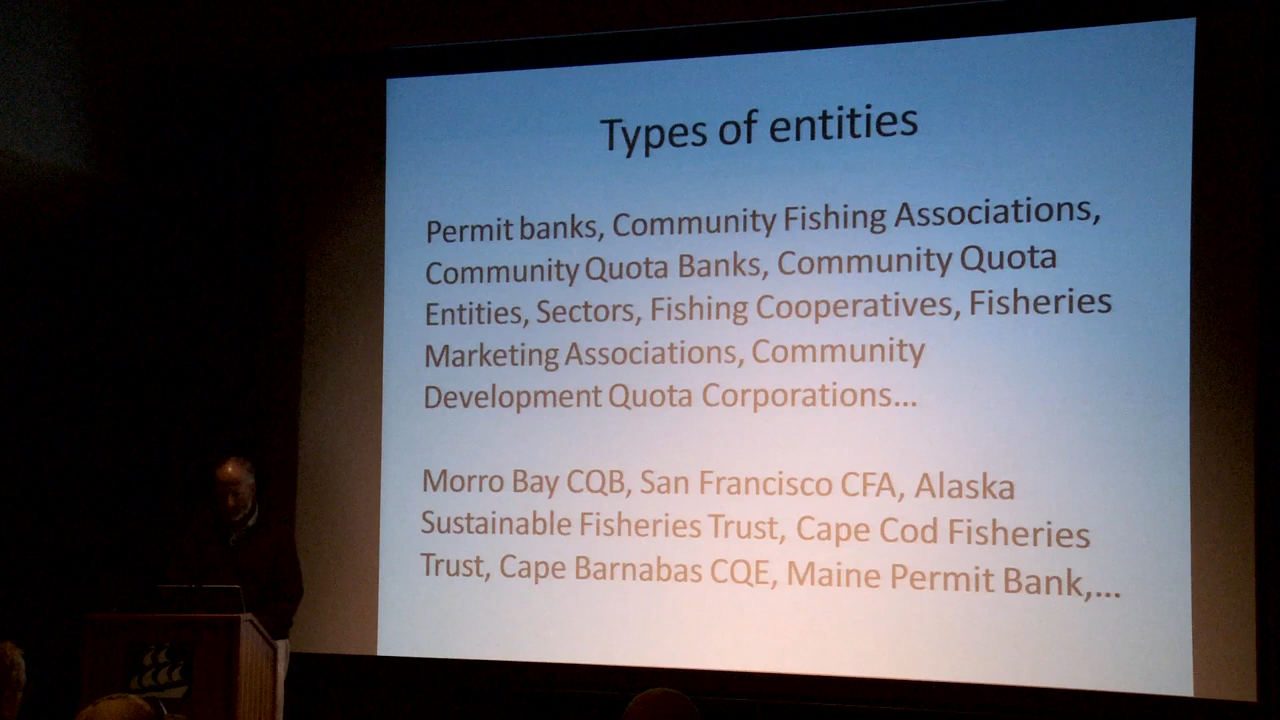 Types of entities
Permit banks, Community Fishing Associations,
Community Quota Banks, Community Quota
Entities, Sectors, Fishing Cooperatives, Fisheries
Marketing Associations, Community
Development Quota Corporations...
Morro Bay CQB, San Francisco CFA, Alaska
Sustainable Fisheries Trust, Cape Cod Fisheries
Trust, Cape Barnabas CQE, Maine Permit Bank,...